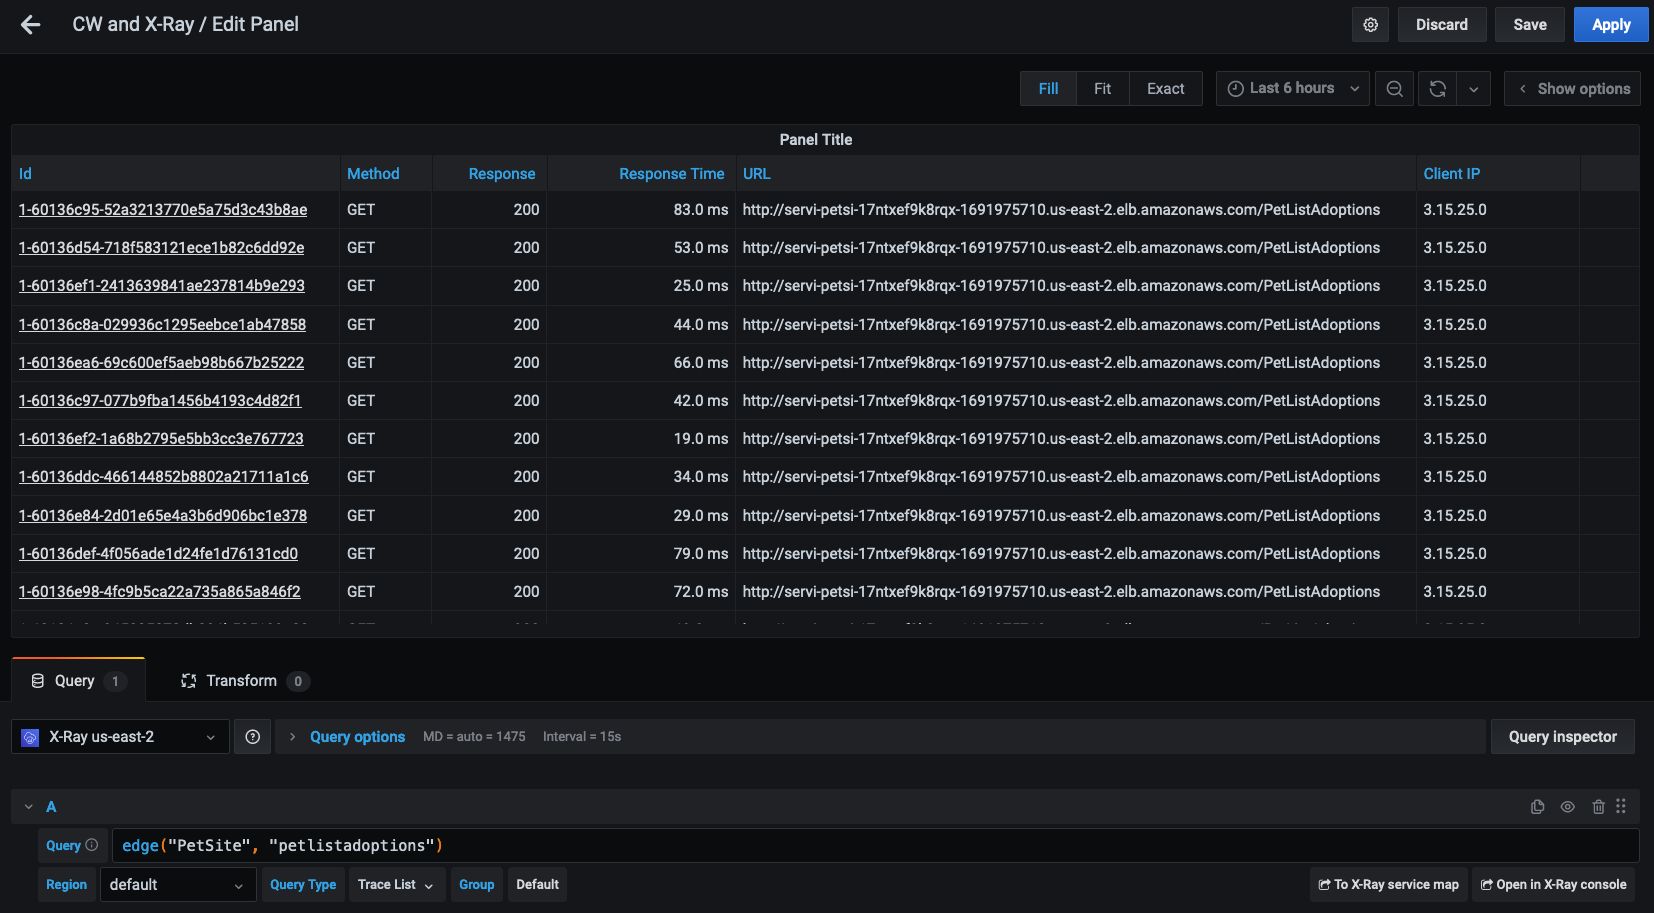 CW and X-Ray / Edit Panel
Discard
Save
Apply
Fill
Fit
Exact
Last 6 hours
Show options
Panel Title
Id Method Response Response Time URL Client IP
1-60136c95-52a3213770e5a75d3c43b8ae GET 200 83.0 ms http://servi-petsi-17ntxef9k8rqx-1691975710.us-east-2.elb.amazonaws.com/PetListAdoptions 3.15.25.0
1-60136d54-718f583121ece1b82c6dd92e GET 200 53.0 ms http://servi-petsi-17ntxef9k8rqx-1691975710.us-east-2.elb.amazonaws.com/PetListAdoptions 3.15.25.0
1-60136ef1-2413639841ae237814b9e293 GET 200 25.0 ms http://servi-petsi-17ntxef9k8rqx-1691975710.us-east-2.elb.amazonaws.com/PetListAdoptions 3.15.25.0
1-60136c8a-029936c1295eebce1ab47858 GET 200 44.0 ms http://servi-petsi-17ntxef9k8rqx-1691975710.us-east-2.elb.amazonaws.com/PetListAdoptions 3.15.25.0
1-60136ea6-69c600ef5aeb98b667b25222 GET 200 66.0 ms http://servi-petsi-17ntxef9k8rqx-1691975710.us-east-2.elb.amazonaws.com/PetListAdoptions 3.15.25.0
1-60136c97-077b9fba1456b4193c4d82f1 GET 200 42.0 ms http://servi-petsi-17ntxef9k8rqx-1691975710.us-east-2.elb.amazonaws.com/PetListAdoptions 3.15.25.0
1-60136ef2-1a68b2795e5bb3cc3e767723 GET 200 19.0 ms http://servi-petsi-17ntxef9k8rqx-1691975710.us-east-2.elb.amazonaws.com/PetListAdoptions 3.15.25.0
1-60136ddc-466144852b8802a21711a1c6 GET 200 34.0 ms http://servi-petsi-17ntxef9k8rqx-1691975710.us-east-2.elb.amazonaws.com/PetListAdoptions 3.15.25.0
1-60136e84-2d01e65e4a3b6d906bc1e378 GET 200 29.0 ms http://servi-petsi-17ntxef9k8rqx-1691975710.us-east-2.elb.amazonaws.com/PetListAdoptions 3.15.25.0
1-60136def-4f056ade1d24fe1d76131cd0 GET 200 79.0 ms http://servi-petsi-17ntxef9k8rqx-1691975710.us-east-2.elb.amazonaws.com/PetListAdoptions 3.15.25.0
1-60136e98-4fc9b5ca22a735a865a846f2 GET 200 72.0 ms http://servi-petsi-17ntxef9k8rqx-1691975710.us-east-2.elb.amazonaws.com/PetListAdoptions 3.15.25.0
Query 1
Transform 0
X-Ray us-east-2
Query options MD = auto = 1475 Interval = 15s
Query inspector
A
Query edge("PetSite", "petlistadoptions")
Region default Query Type Trace List Group Default
To X-Ray service map
Open in X-Ray console